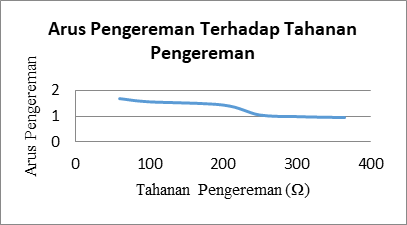 Arus Pengereman Terhadap Tahanan
Pengereman
Arus Pengereman
2
1
0
0 100 200 300 400
Tahanan Pengereman (Ω)